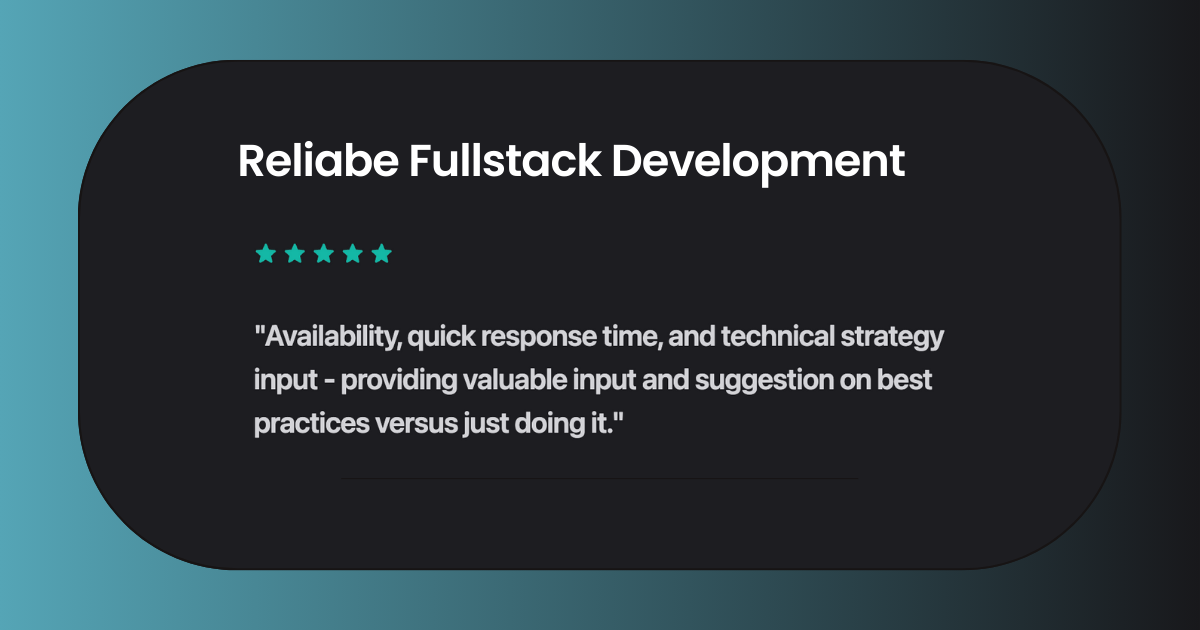 Reliabe Fullstack Development
"Availability, quick response time, and technical strategy
input - providing valuable input and suggestion on best
practices versus just doing it."